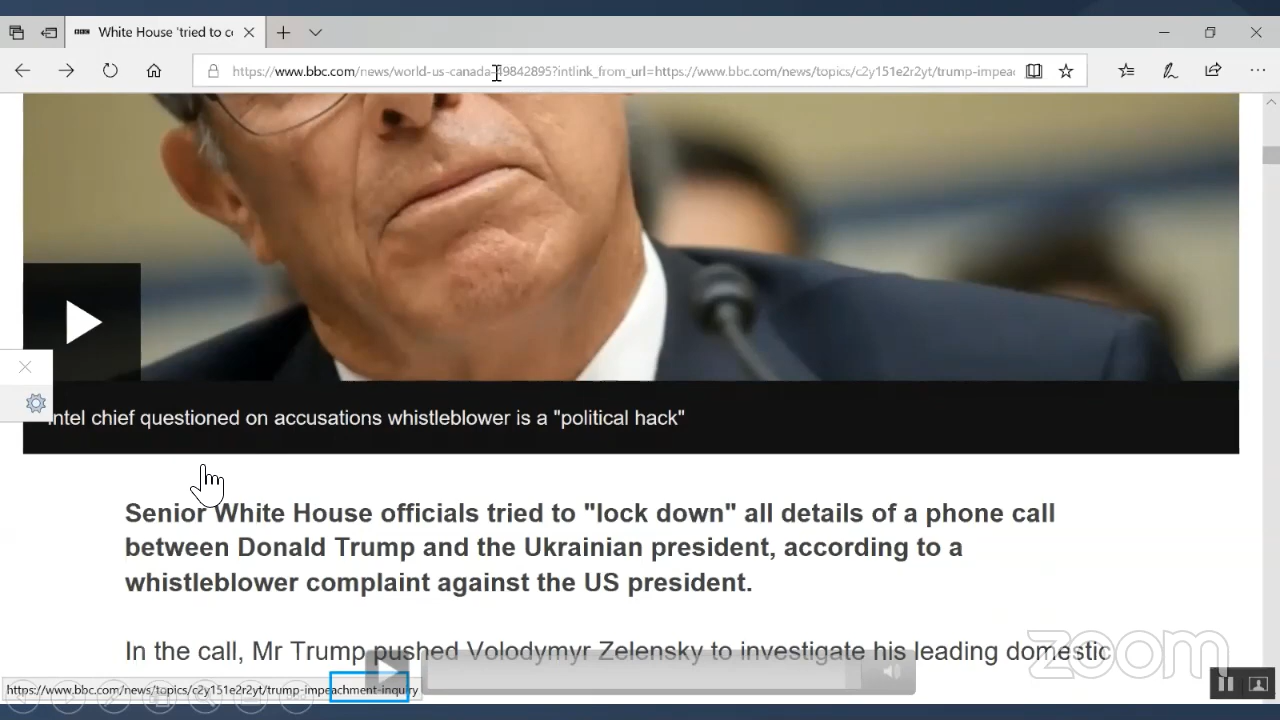 White House 'tried to co
https://www.bbc.com/news/world-us-canada-49842895?intlink_from_url=https://www.bbc.com/news/topics/c2y151e2r2yt/trump-impeac
Intel chief questioned on accusations whistleblower is a "political hack"
Senior White House officials tried to "lock down" all details of a phone call
between Donald Trump and the Ukrainian president, according to a
whistleblower complaint against the US president.
In the call, Mr Trump pushed Volodymyr Zelensky to investigate his leading domestic
zoom
https://www.bbc.com/news/topics/c2y151e2r2yt/trump-impeachment-inquiry